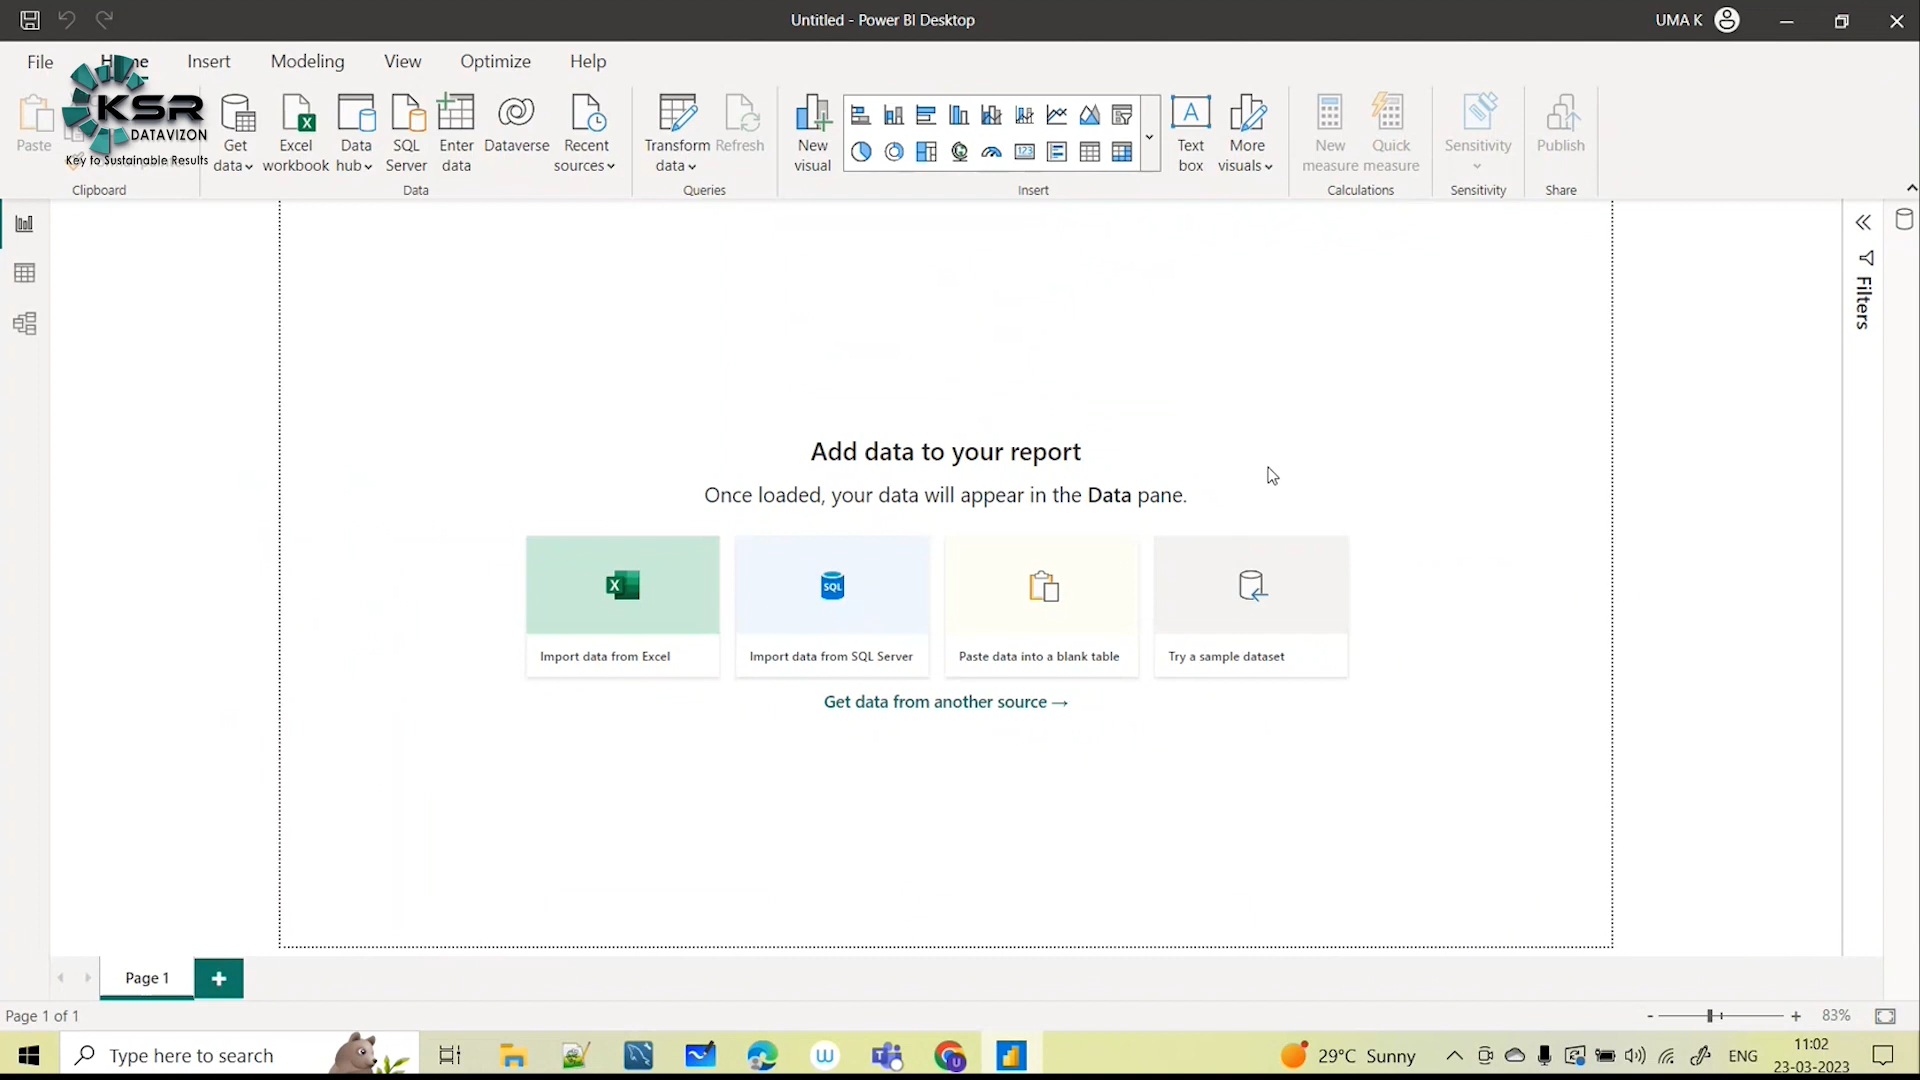 Untitled - Power BI Desktop
UMA K
File
Insert
Modeling
View
Optimize
Help
KSR
DATAVIZON
Key to Sustainable Results
Paste
Get data
Excel workbook
Data hub
SQL Server
Enter data
Dataverse
Recent sources
Transform data
Refresh
New visual
123
A
Text box
More visuals
New measure
Quick measure
Sensitivity
Publish
Clipboard
Data
Queries
Insert
Calculations
Sensitivity
Share
Filters
Add data to your report
Once loaded, your data will appear in the Data pane.
X
SQL
Import data from Excel
Import data from SQL Server
Paste data into a blank table
Try a sample dataset
Get data from another source →
Page 1
+
Page 1 of 1
- + 83%
Type here to search
W
U
29°C Sunny
ENG
11:02
23-03-2023